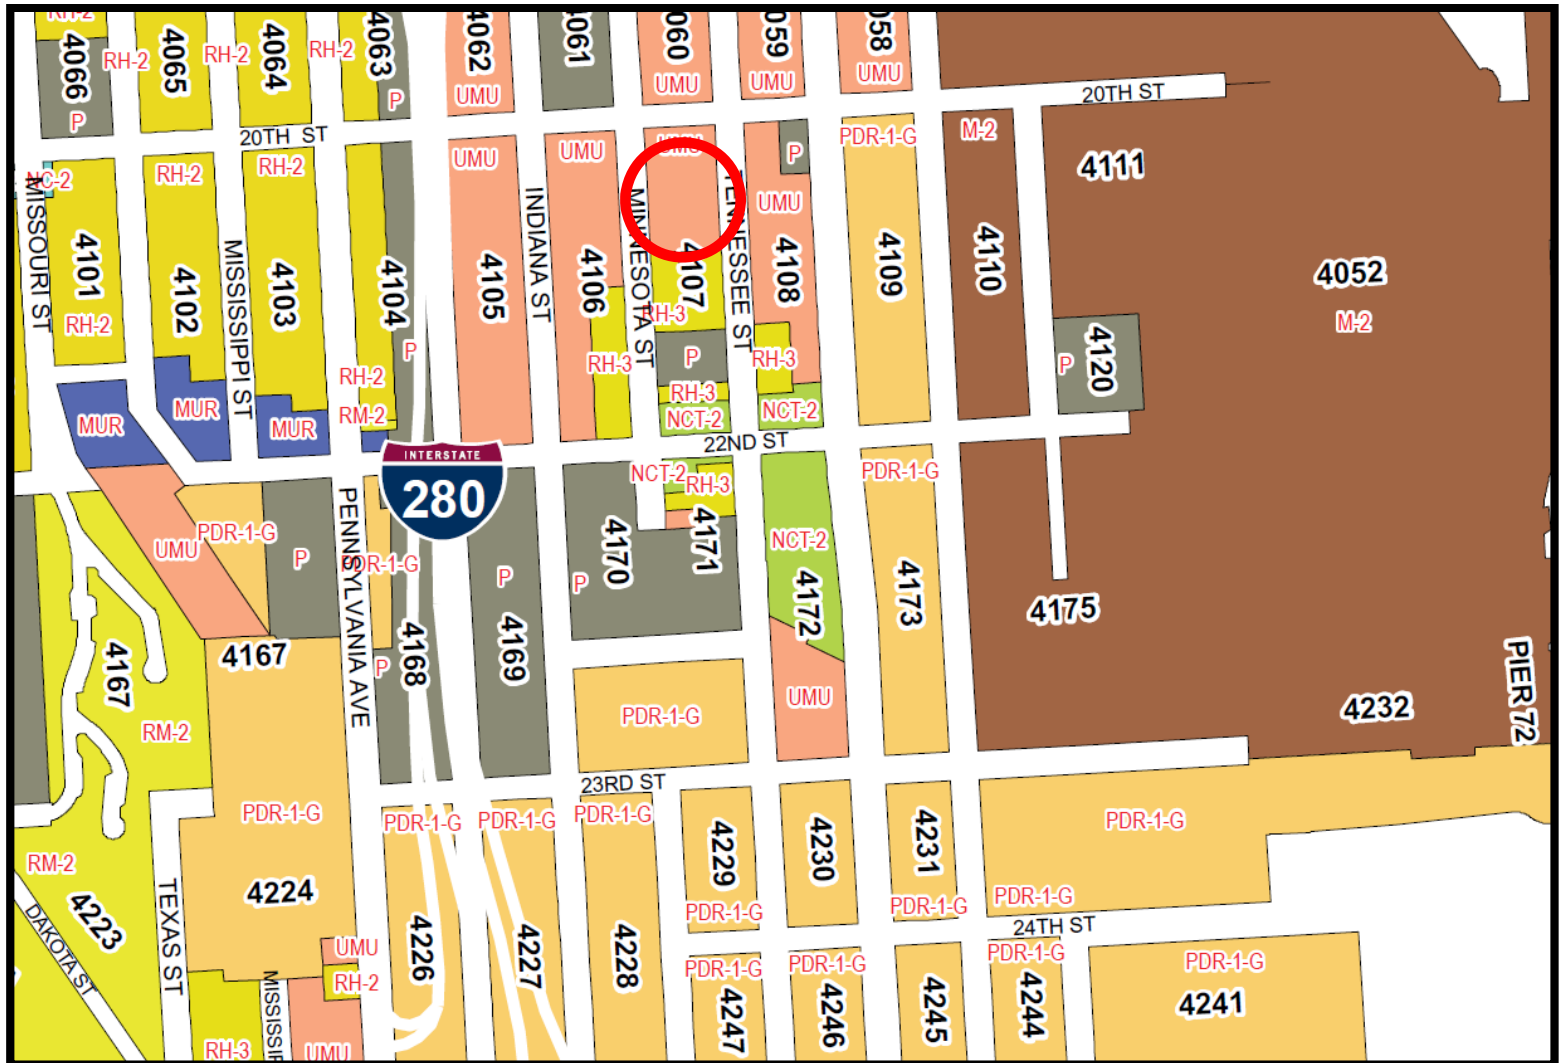 RH-2
4066
P
RH-2
4065
RH-2
4064
RH-2
4063
P
4062
UMU
4061
060
UMU
059
UMU
058
UMU
20TH ST
20TH ST
NC-2
MISSOURI ST
4101
RH-2
RH-2
4102
MISSISSIPPI ST
RH-2
4103
4104
P
RH-2
RM-2
UMU
4105
INDIANA ST
UMU
4106
RH-3
MINNESOTA ST
UMU
4107
RH-3
P
RH-3
NCT-2
TENNESSEE ST
P
UMU
4108
RH-3
NCT-2
PDR-1-G
4109
M-2
4110
4111
4052
M-2
P
4120
MUR
MUR
MUR
22ND ST
INTERSTATE
280
PENNSYLVANIA AVE
UMU
PDR-1-G
P
PDR-1-G
P
4168
P
4169
4170
P
NCT-2
RH-3
4171
NCT-2
4172
UMU
PDR-1-G
4173
4175
4167
4167
RM-2
PDR-1-G
4232
PIER 72
23RD ST
PDR-1-G
RM-2
4223
DAKOTA ST
TEXAS ST
4224
UMU
RH-2
RH-3
MISSISSIP
UMU
PDR-1-G
4226
PDR-1-G
4227
PDR-1-G
4228
4229
PDR-1-G
4230
4231
PDR-1-G
PDR-1-G
PDR-1-G
24TH ST
PDR-1-G
4247
PDR-1-G
4246
4245
PDR-1-G
4244
PDR-1-G
4241